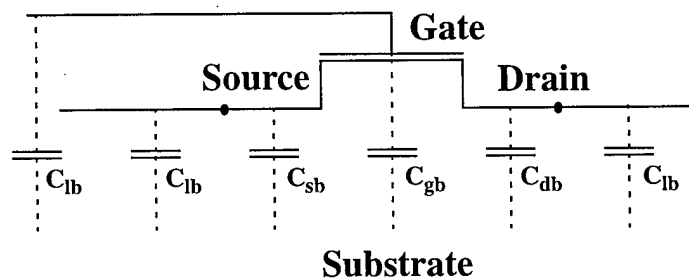 Gate
Source
Drain
C_lb
C_lb
C_sb
C_gb
C_db
C_lb
Substrate